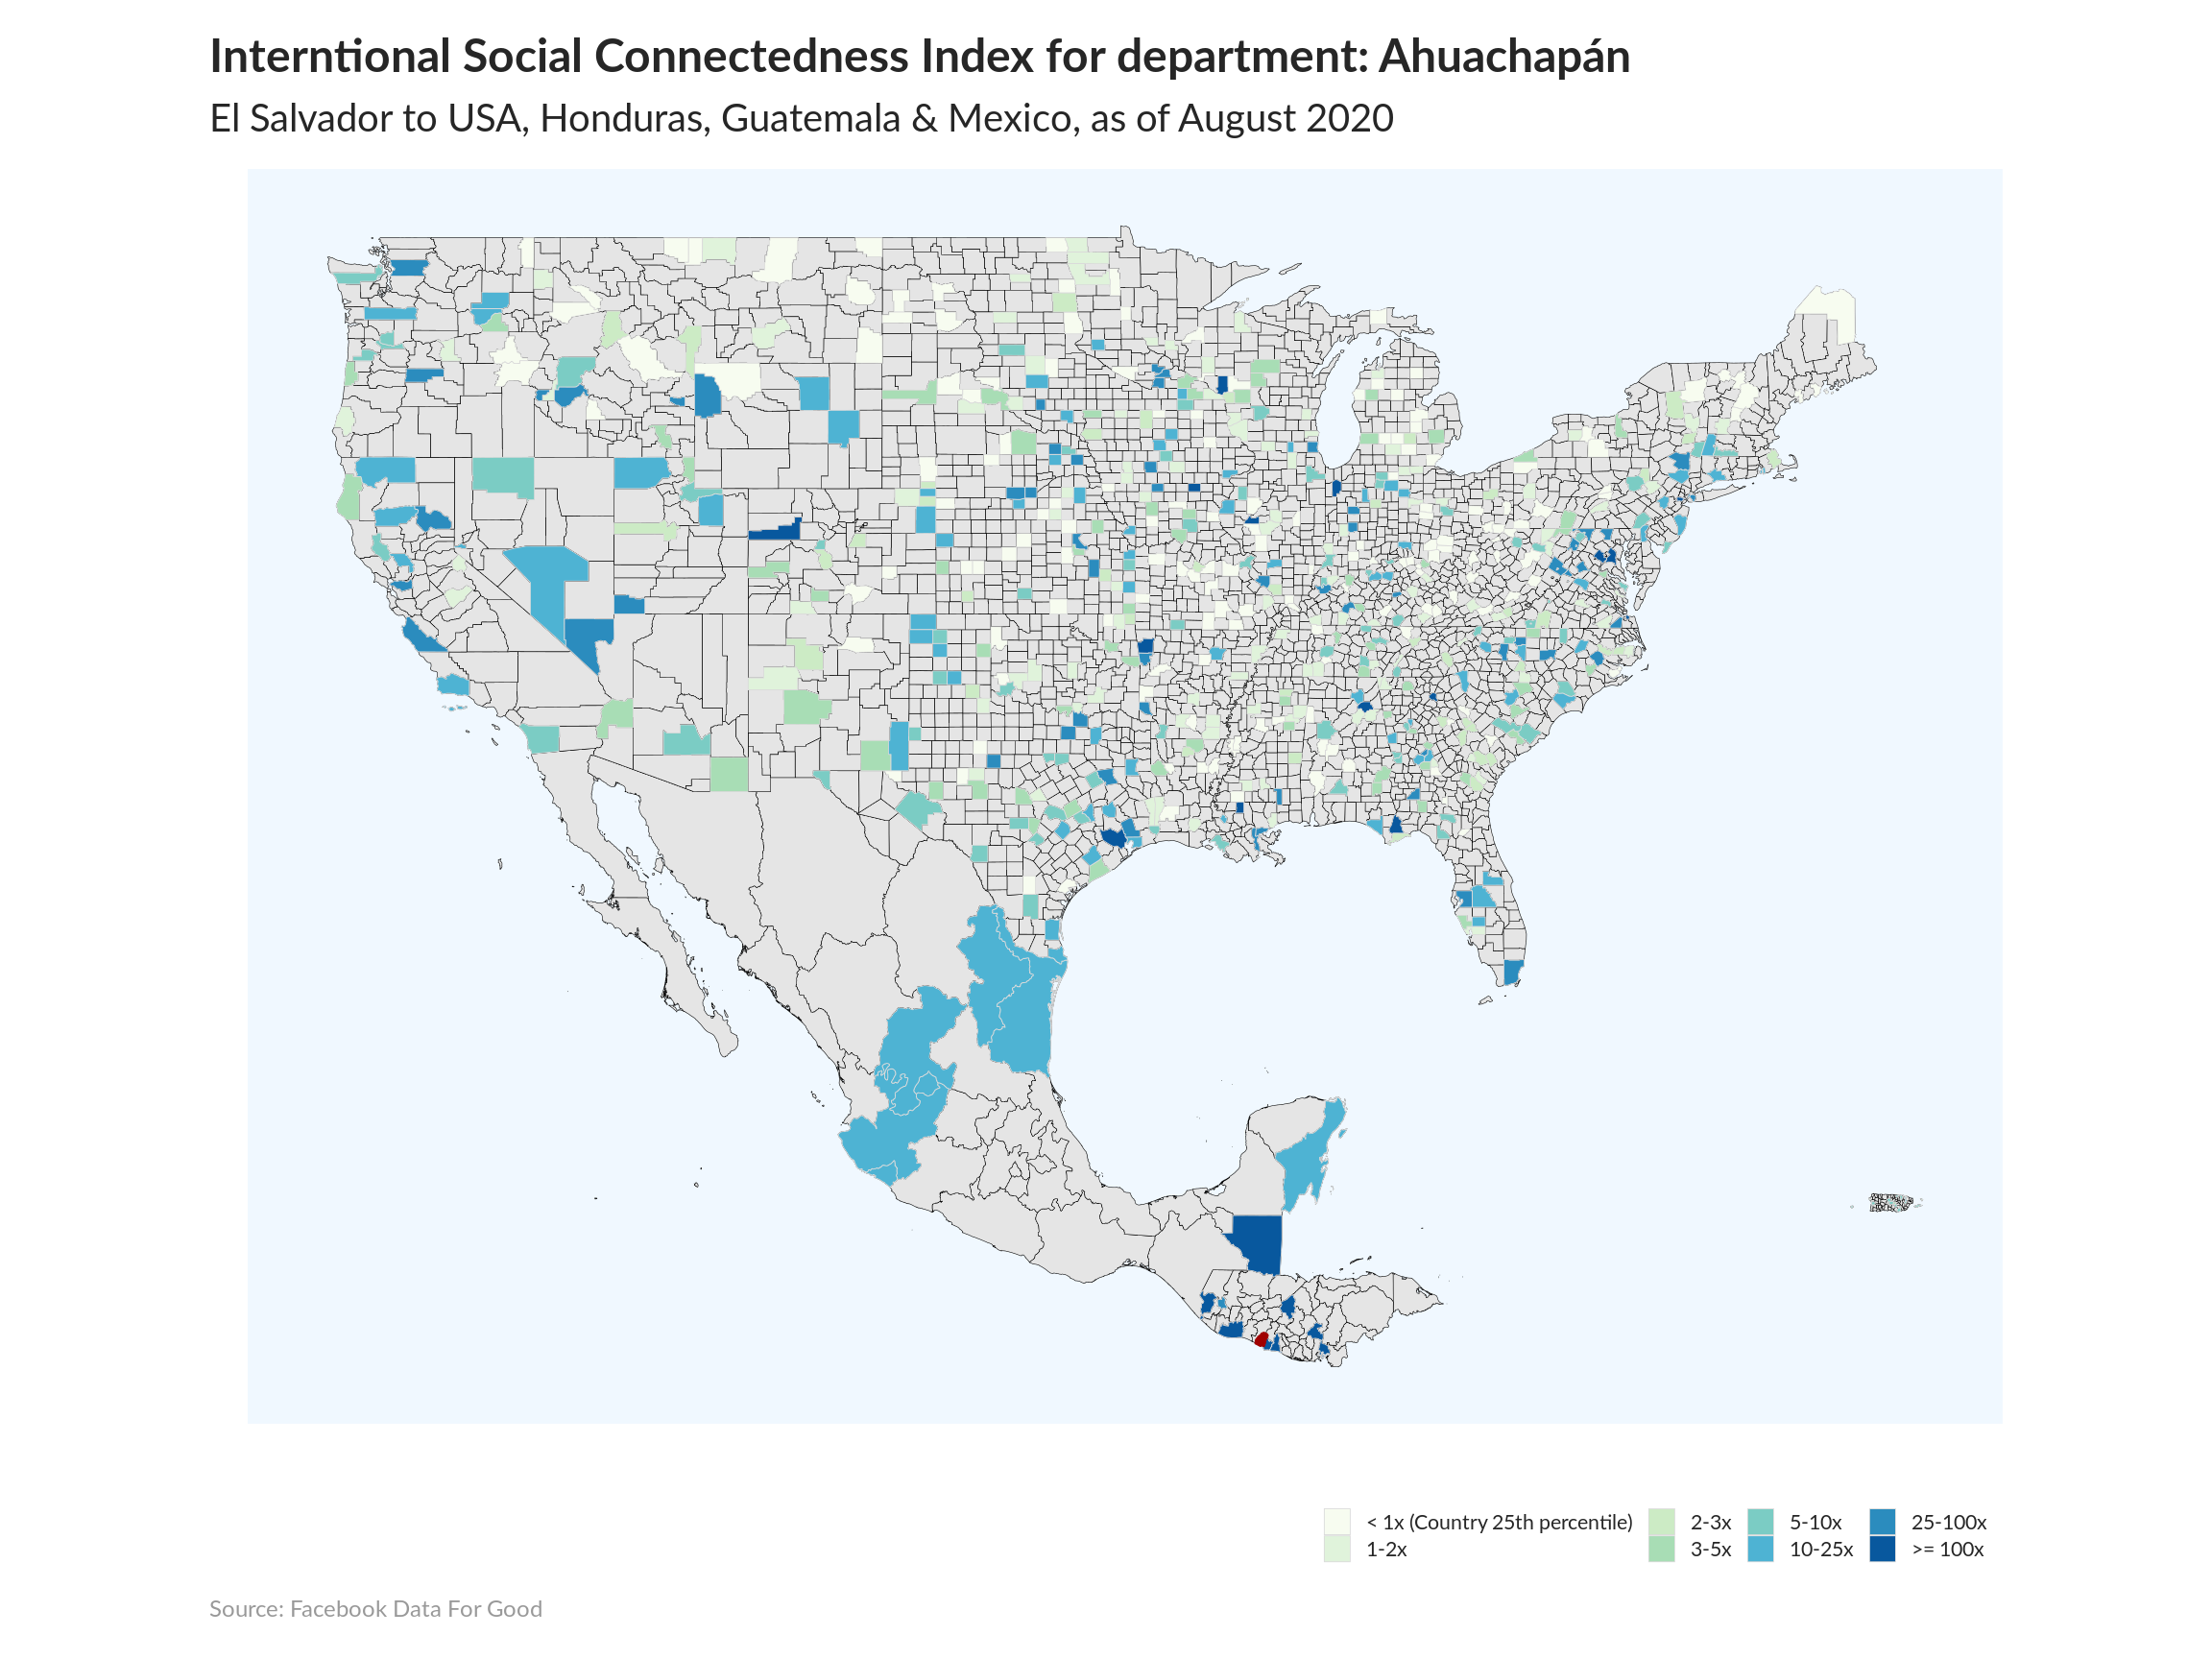 Interntional Social Connectedness Index for department: Ahuachapán
El Salvador to USA, Honduras, Guatemala & Mexico, as of August 2020
< 1x (Country 25th percentile)
1-2x
2-3x
3-5x
5-10x
10-25x
25-100x
>= 100x
Source: Facebook Data For Good